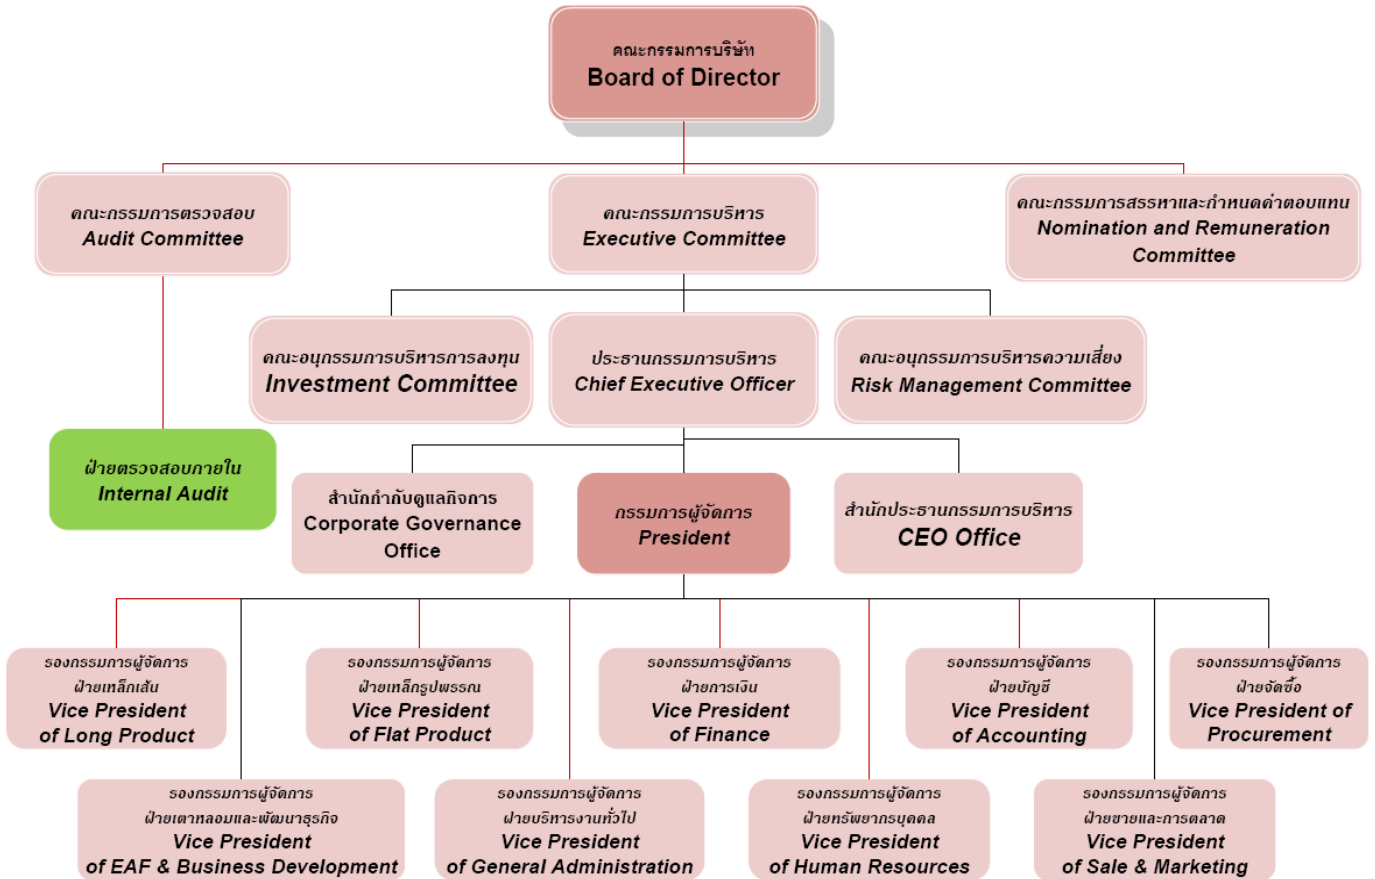 คณะกรรมการบริษัท
Board of Director
คณะกรรมการตรวจสอบ
Audit Committee
คณะกรรมการบริหาร
Executive Committee
คณะกรรมการสรรหาและกำหนดค่าตอบแทน
Nomination and Remuneration
Committee
คณะอนุกรรมการบริหารการลงทุน
Investment Committee
ประธานกรรมการบริหาร
Chief Executive Officer
คณะอนุกรรมการบริหารความเสี่ยง
Risk Management Committee
ฝ่ายตรวจสอบภายใน
Internal Audit
สำนักกำกับดูแลกิจการ
Corporate Governance
Office
กรรมการผู้จัดการ
President
สำนักประธานกรรมการบริหาร
CEO Office
รองกรรมการผู้จัดการ
ฝ่ายเหล็กเส้น
Vice President
of Long Product
รองกรรมการผู้จัดการ
ฝ่ายเหล็กรูปพรรณ
Vice President
of Flat Product
รองกรรมการผู้จัดการ
ฝ่ายการเงิน
Vice President
of Finance
รองกรรมการผู้จัดการ
ฝ่ายบัญชี
Vice President
of Accounting
รองกรรมการผู้จัดการ
ฝ่ายจัดซื้อ
Vice President of
Procurement
รองกรรมการผู้จัดการ
ฝ่ายเตาหลอมและพัฒนาธุรกิจ
Vice President
of EAF & Business Development
รองกรรมการผู้จัดการ
ฝ่ายบริหารงานทั่วไป
Vice President
of General Administration
รองกรรมการผู้จัดการ
ฝ่ายทรัพยากรบุคคล
Vice President
of Human Resources
รองกรรมการผู้จัดการ
ฝ่ายขายและการตลาด
Vice President
of Sale & Marketing